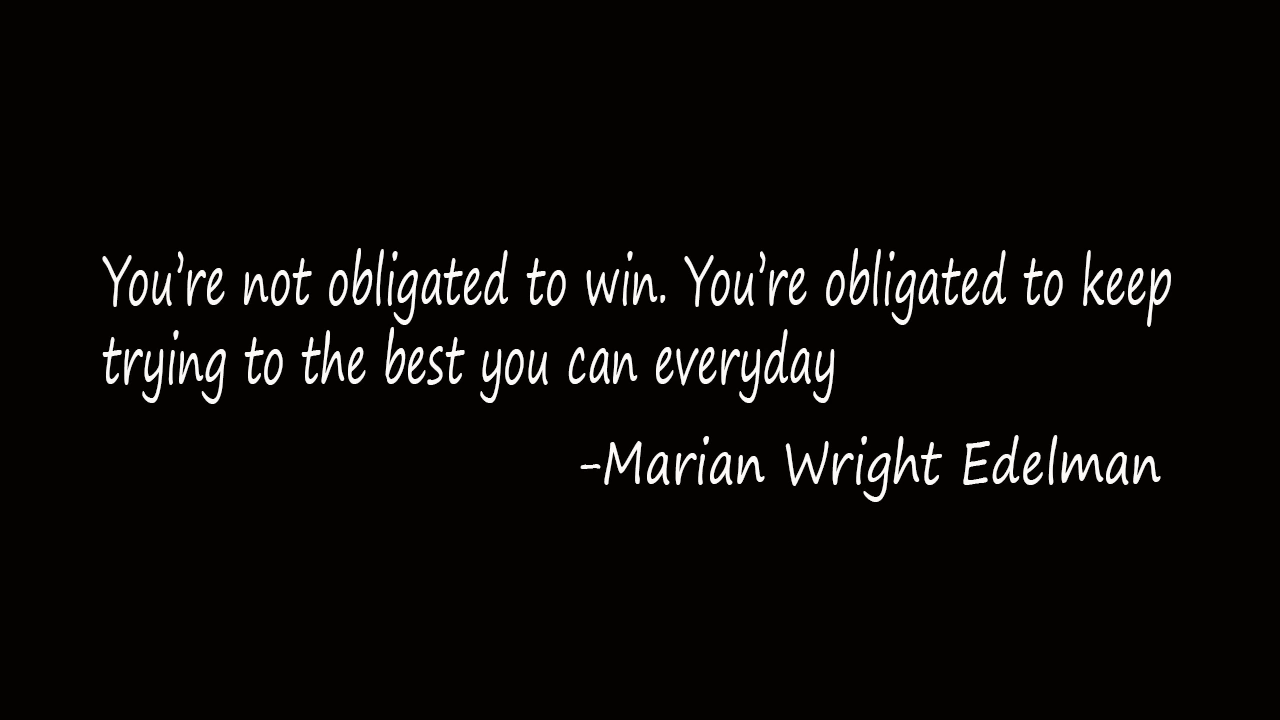 You’re not obligated to win. You’re obligated to keep
trying to the best you can everyday
-Marian Wright Edelman